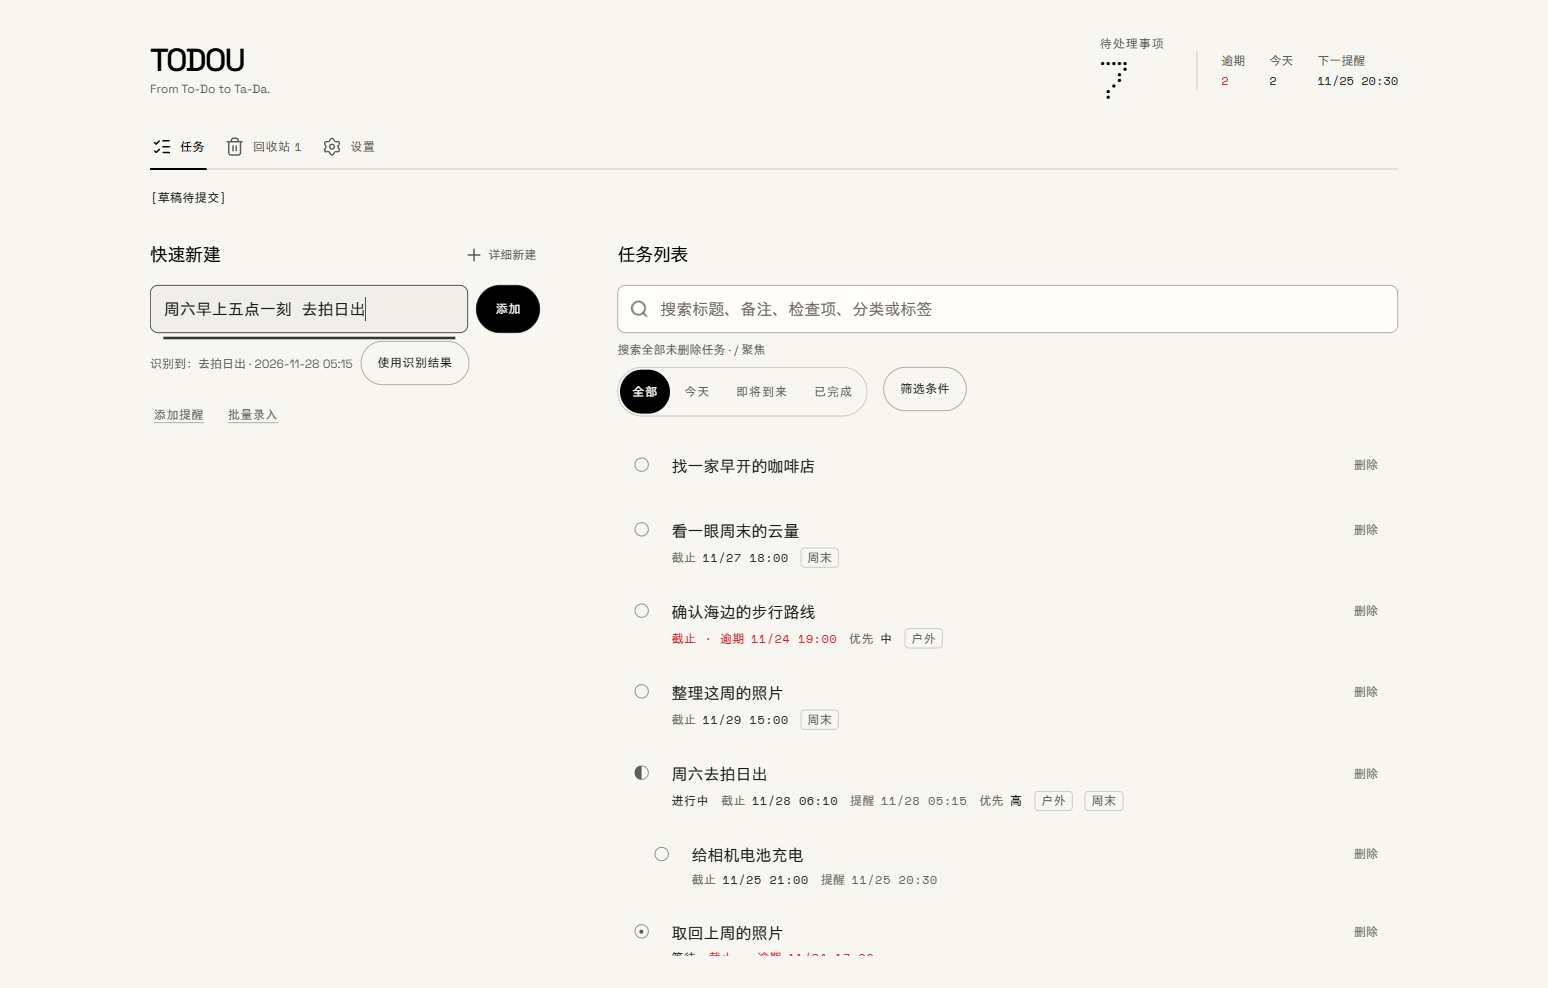 TODOU
From To-Do to Ta-Da.
待处理事项
7
逾期 今天 下一提醒
2 2 11/25 20:30
任务 回收站 1 设置
[草稿待提交]
快速新建
详细新建
周六早上五点一刻 去拍日出
添加
识别到：去拍日出 · 2026-11-28 05:15
使用识别结果
添加提醒 批量录入
任务列表
搜索标题、备注、检查项、分类或标签
搜索全部未删除任务 · / 聚焦
全部 今天 即将到来 已完成 筛选条件
找一家早开的咖啡店 删除
看一眼周末的云量 删除
截止 11/27 18:00 周末
确认海边的步行路线 删除
截止 · 逾期 11/24 19:00 优先 中 户外
整理这周的照片 删除
截止 11/29 15:00 周末
周六去拍日出 删除
进行中 截止 11/28 06:10 提醒 11/28 05:15 优先 高 户外 周末
给相机电池充电 删除
截止 11/25 21:00 提醒 11/25 20:30
取回上周的照片 删除